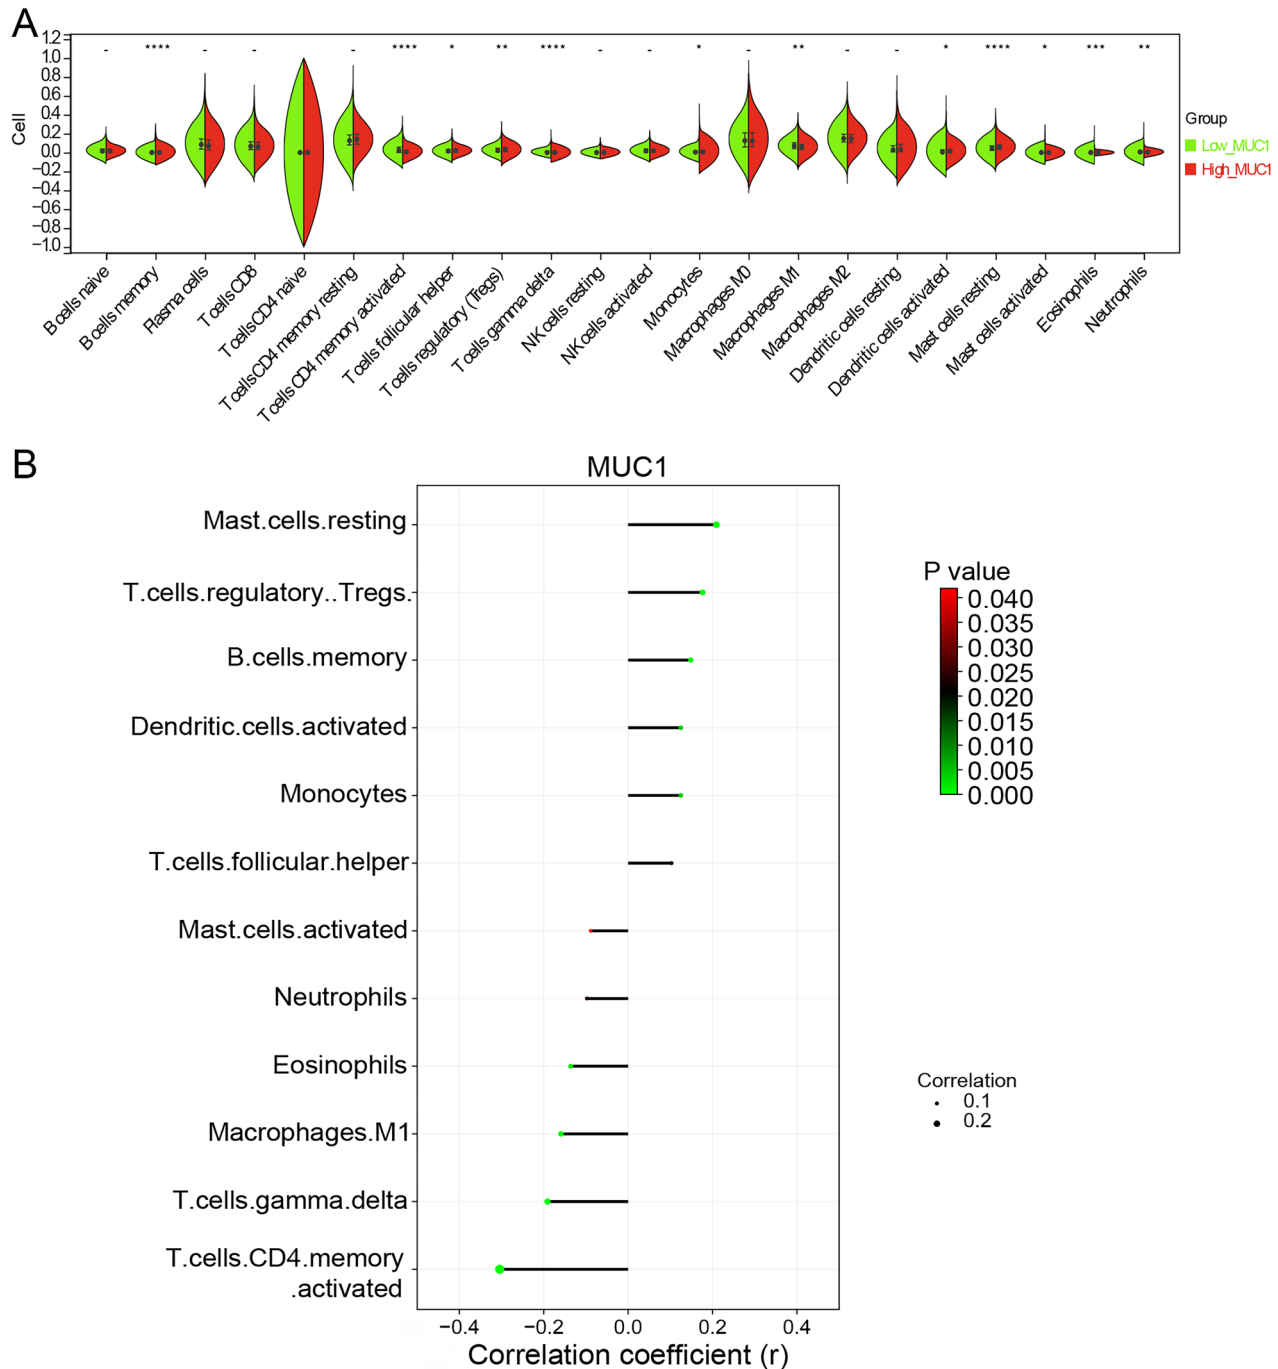 A
1.2
1.0
0.8
0.6
0.4
0.2
0.0
−0.2
−0.4
−0.6
−0.8
−1.0
Cell
- **** - - - **** * ** **** - - * - ** - - * **** * *** **
B cells naive
B cells memory
Plasma cells
T cells CD8
T cells CD4 naive
T cells CD4 memory resting
T cells CD4 memory activated
T cells follicular helper
T cells regulatory (Tregs)
T cells gamma delta
NK cells resting
NK cells activated
Monocytes
Macrophages M0
Macrophages M1
Macrophages M2
Dendritic cells resting
Dendritic cells activated
Mast cells resting
Mast cells activated
Eosinophils
Neutrophils
Group
Low_MUC1
High_MUC1
B
MUC1
Mast.cells.resting
T.cells.regulatory..Tregs.
B.cells.memory
Dendritic.cells.activated
Monocytes
T.cells.follicular.helper
Mast.cells.activated
Neutrophils
Eosinophils
Macrophages.M1
T.cells.gamma.delta
T.cells.CD4.memory
.activated
−0.4 −0.2 0.0 0.2 0.4
Correlation coefficient (r)
P value
0.040
0.035
0.030
0.025
0.020
0.015
0.010
0.005
0.000
Correlation
0.1
0.2